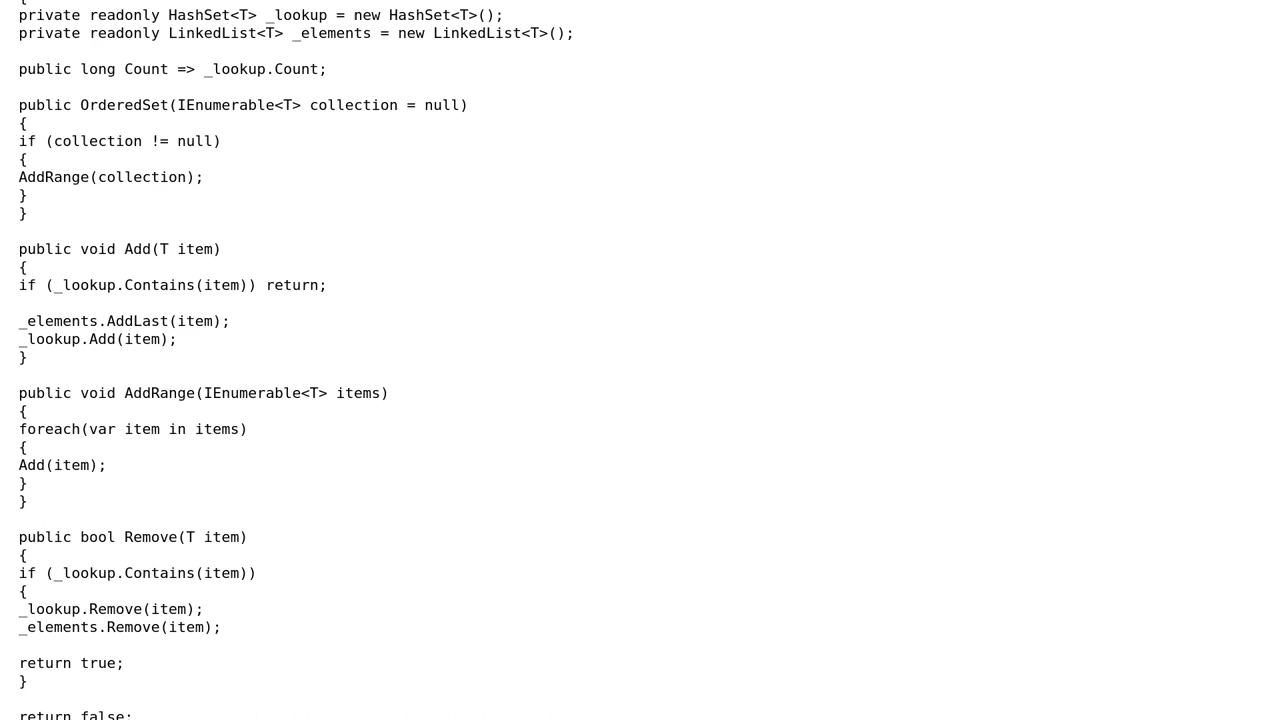 {
private readonly HashSet<T> _lookup = new HashSet<T>();
private readonly LinkedList<T> _elements = new LinkedList<T>();

public long Count => _lookup.Count;

public OrderedSet(IEnumerable<T> collection = null)
{
if (collection != null)
{
AddRange(collection);
}
}

public void Add(T item)
{
if (_lookup.Contains(item)) return;

_elements.AddLast(item);
_lookup.Add(item);
}

public void AddRange(IEnumerable<T> items)
{
foreach(var item in items)
{
Add(item);
}
}

public bool Remove(T item)
{
if (_lookup.Contains(item))
{
_lookup.Remove(item);
_elements.Remove(item);

return true;
}

return false;